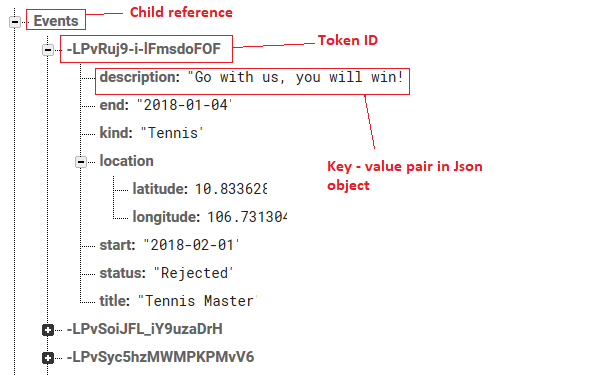 Events
Child reference
-LPvRuj9-i-lFmsdoFOF
Token ID
description: "Go with us, you will win!
end: "2018-01-04"
kind: "Tennis"
Key - value pair in Json
object
location
latitude: 10.833628
longitude: 106.731304
start: "2018-02-01"
status: "Rejected"
title: "Tennis Master"
-LPvSoiJFL_iY9uzaDrH
-LPvSyc5hzMWMPKPMvV6